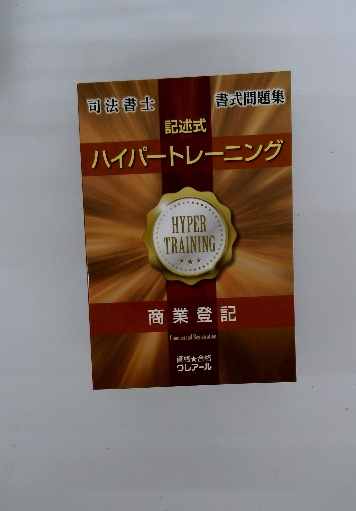 司法書士
書式問題集
記述式
ハイパートレーニング
HYPER
TRAINING
商業登記
Commercial Registration
資格★合格
クレアール